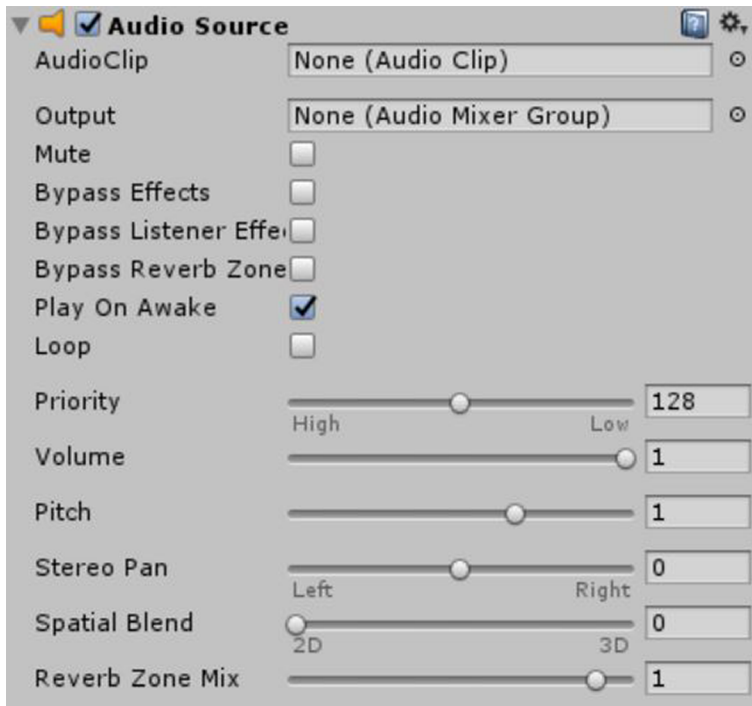 Audio Source
AudioClip None (Audio Clip)
Output None (Audio Mixer Group)
Mute
Bypass Effects
Bypass Listener Effe
Bypass Reverb Zone
Play On Awake
Loop
Priority 128
High Low
Volume 1
Pitch 1
Stereo Pan 0
Left Right
Spatial Blend 0
2D 3D
Reverb Zone Mix 1